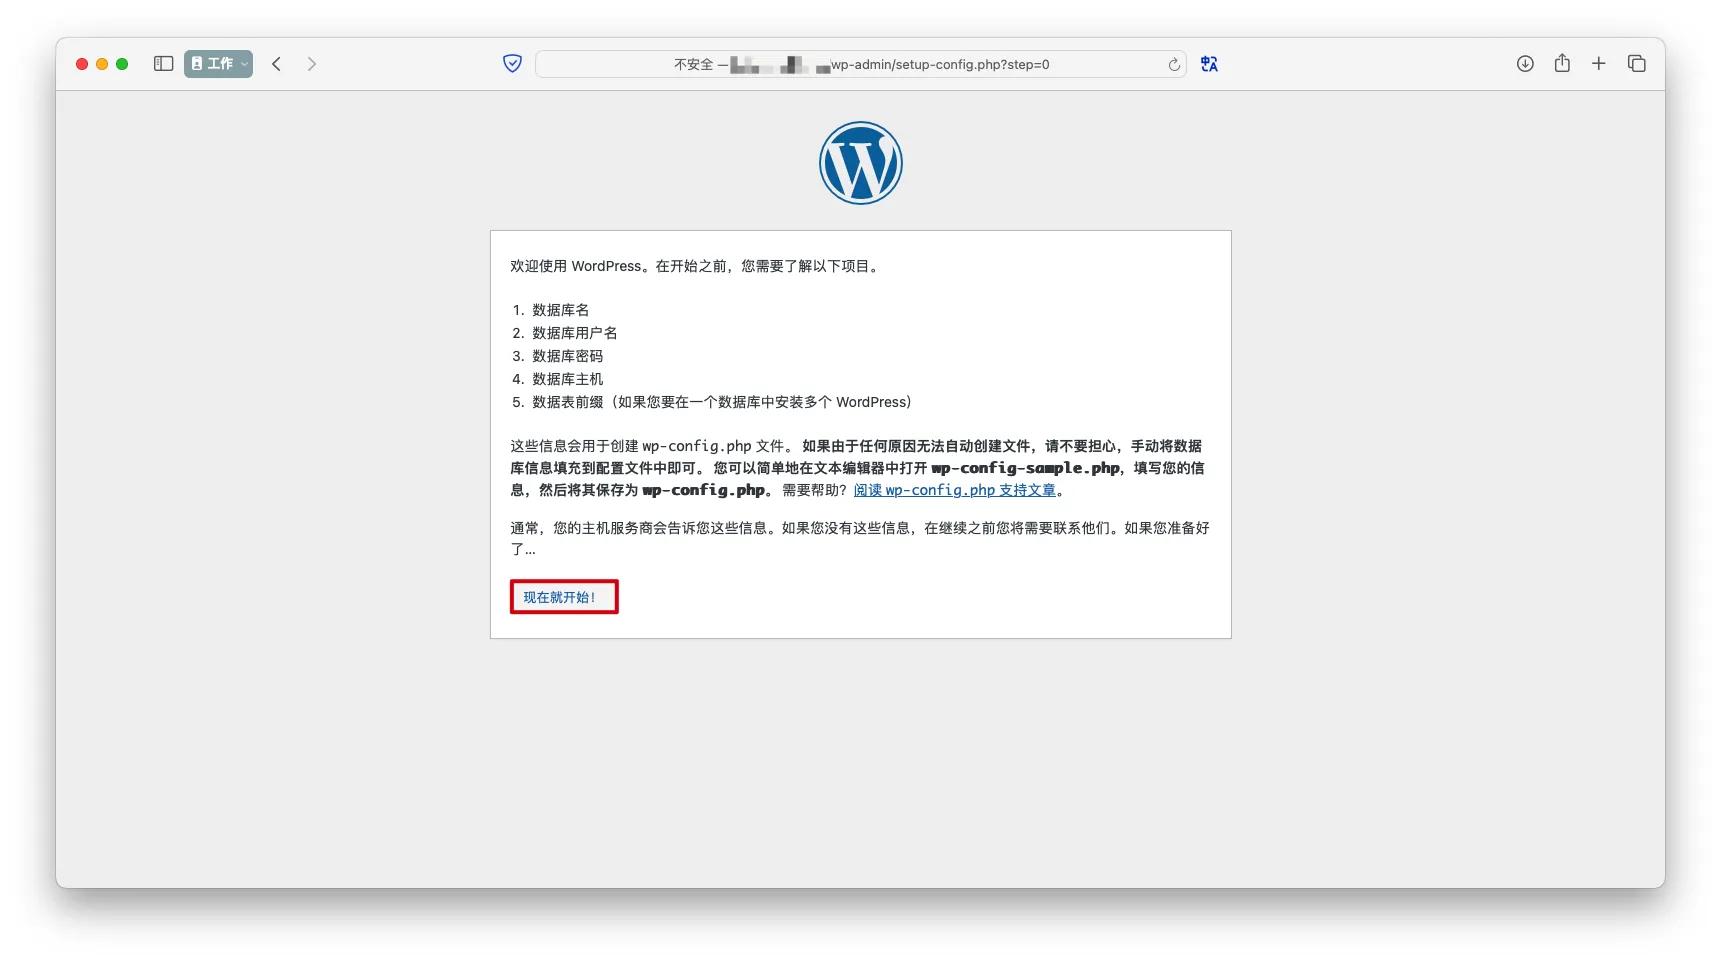 工作
不安全 —
wp-admin/setup-config.php?step=0
欢迎使用 WordPress。在开始之前，您需要了解以下项目。
1. 数据库名
2. 数据库用户名
3. 数据库密码
4. 数据库主机
5. 数据表前缀（如果您要在一个数据库中安装多个 WordPress）
这些信息会用于创建 wp-config.php 文件。 如果由于任何原因无法自动创建文件，请不要担心，手动将数据
库信息填充到配置文件中即可。 您可以简单地在文本编辑器中打开 wp-config-sample.php，填写您的信
息，然后将其保存为 wp-config.php。 需要帮助？阅读 wp-config.php 支持文章。
通常，您的主机服务商会告诉您这些信息。如果您没有这些信息，在继续之前您将需要联系他们。如果您准备好
了...
现在就开始！